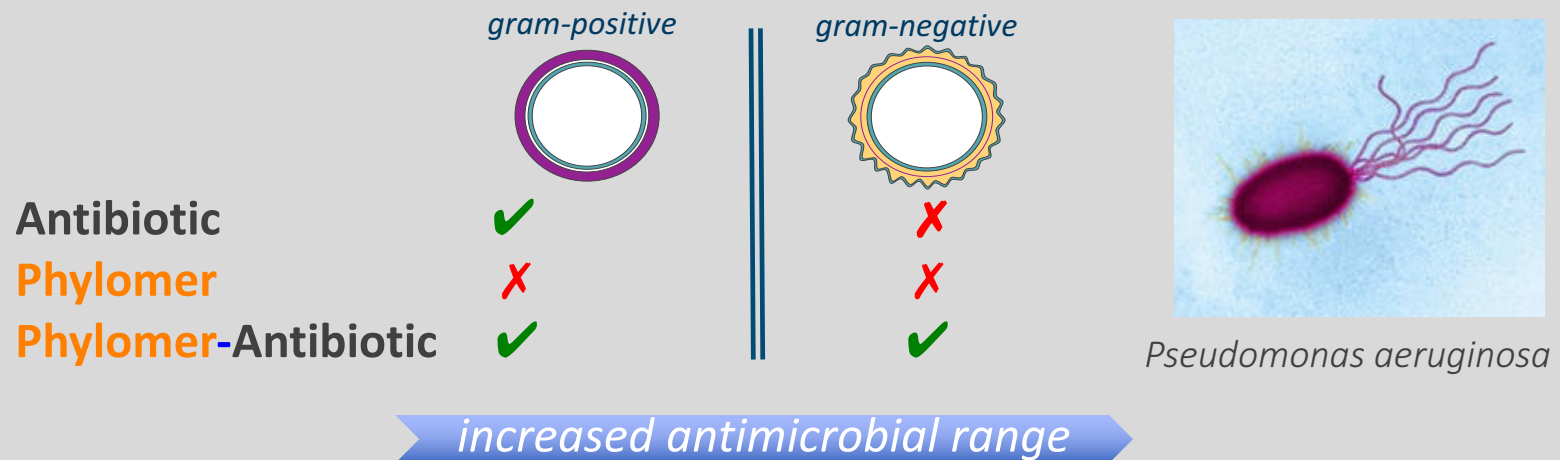 gram-positive
gram-negative
Antibiotic ✔ ✗
Phylomer ✗ ✗
Phylomer-Antibiotic ✔ ✔
Pseudomonas aeruginosa
increased antimicrobial range